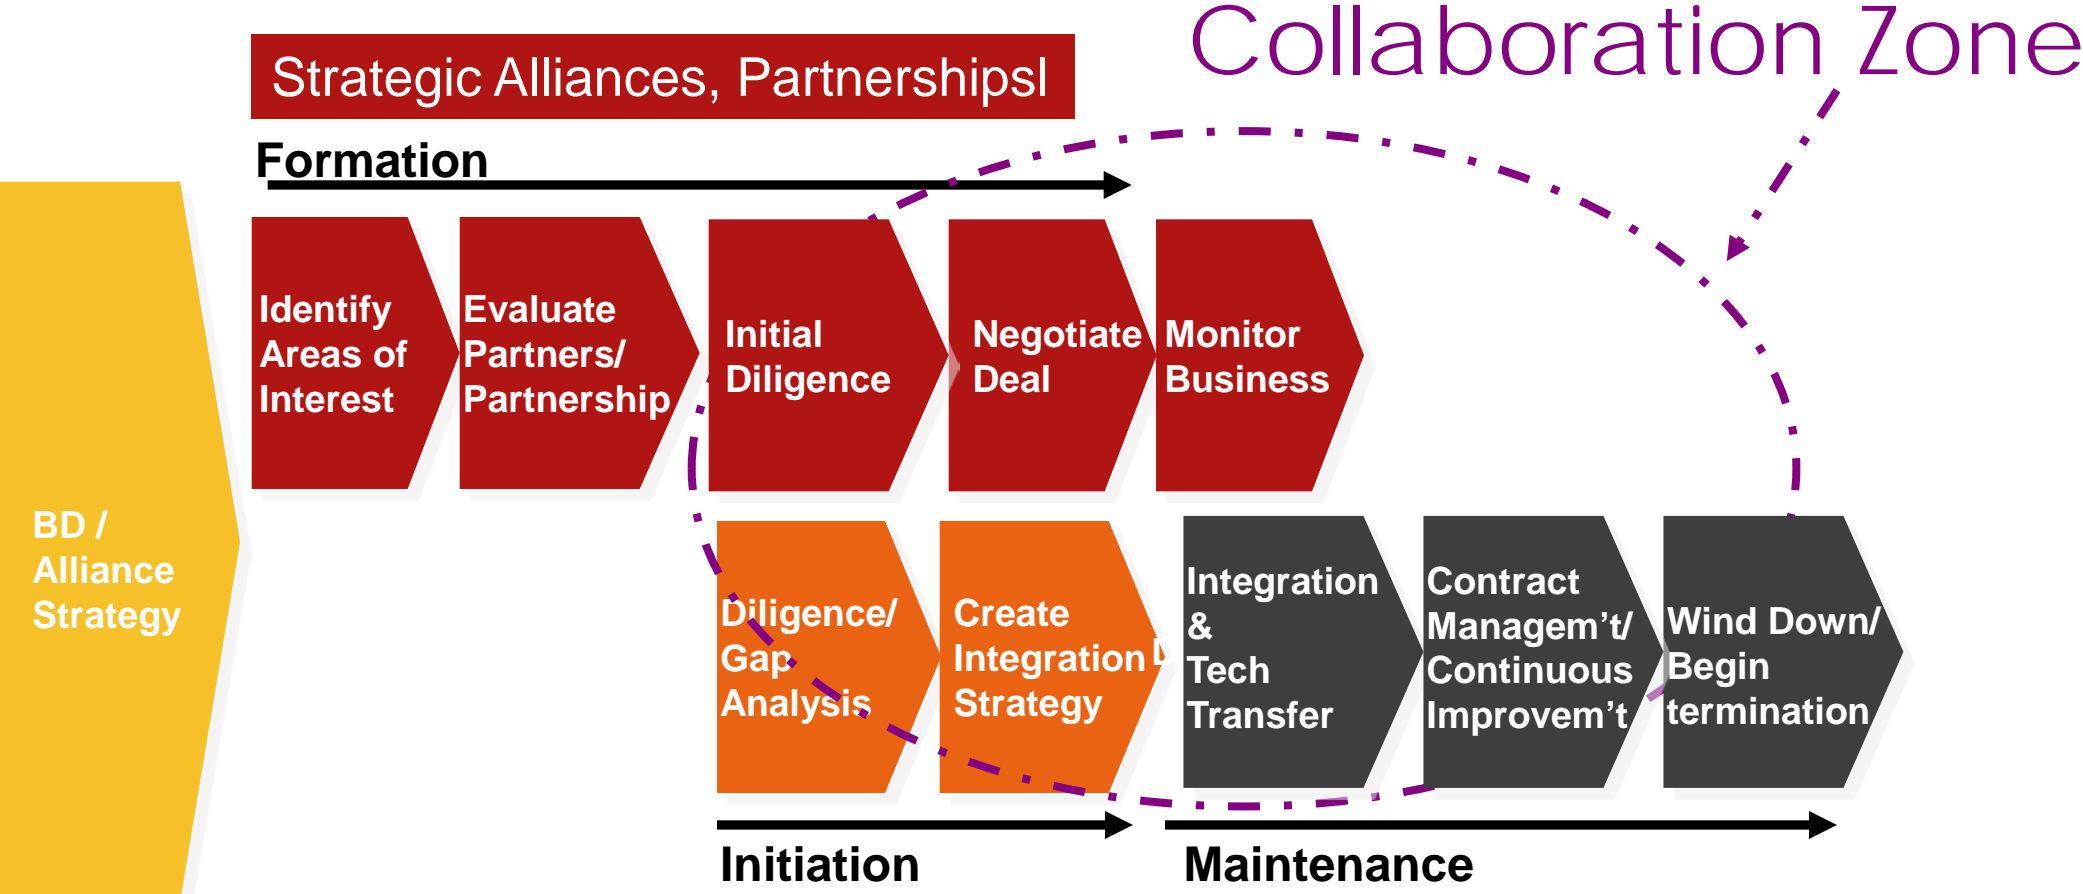 Collaboration Zone
Strategic Alliances, Partnershipsl
Formation
Identify
Areas of
Interest
Evaluate
Partners/
Partnership
Initial
Diligence
Negotiate
Deal
Monitor
Business
BD /
Alliance
Strategy
Diligence/
Gap
Analysis
Create
Integration
Strategy
D
Integration
&
Tech
Transfer
Contract
Managem’t/
Continuous
Improvem’t
Wind Down/
Begin
termination
Initiation
Maintenance